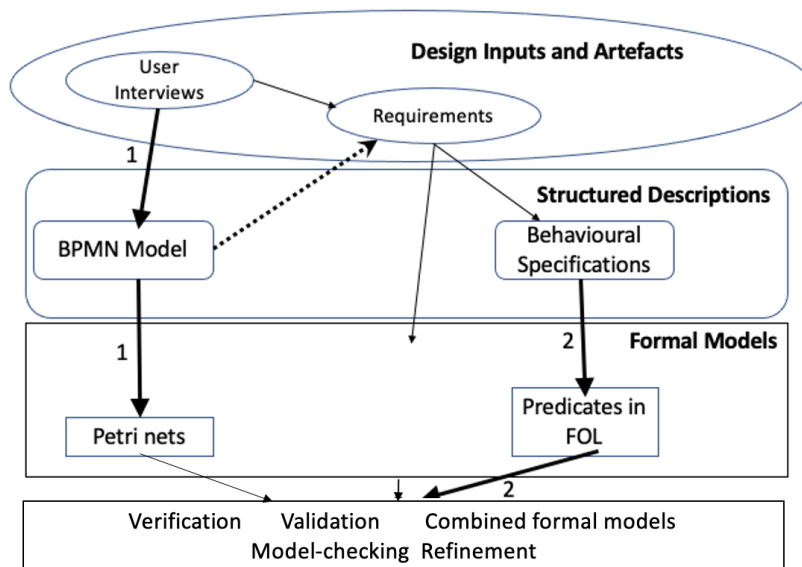 Design Inputs and Artefacts
User
Interviews
Requirements
1
Structured Descriptions
BPMN Model
Behavioural
Specifications
1
2
Formal Models
Petri nets
Predicates in
FOL
2
Verification Validation Combined formal models
Model-checking Refinement